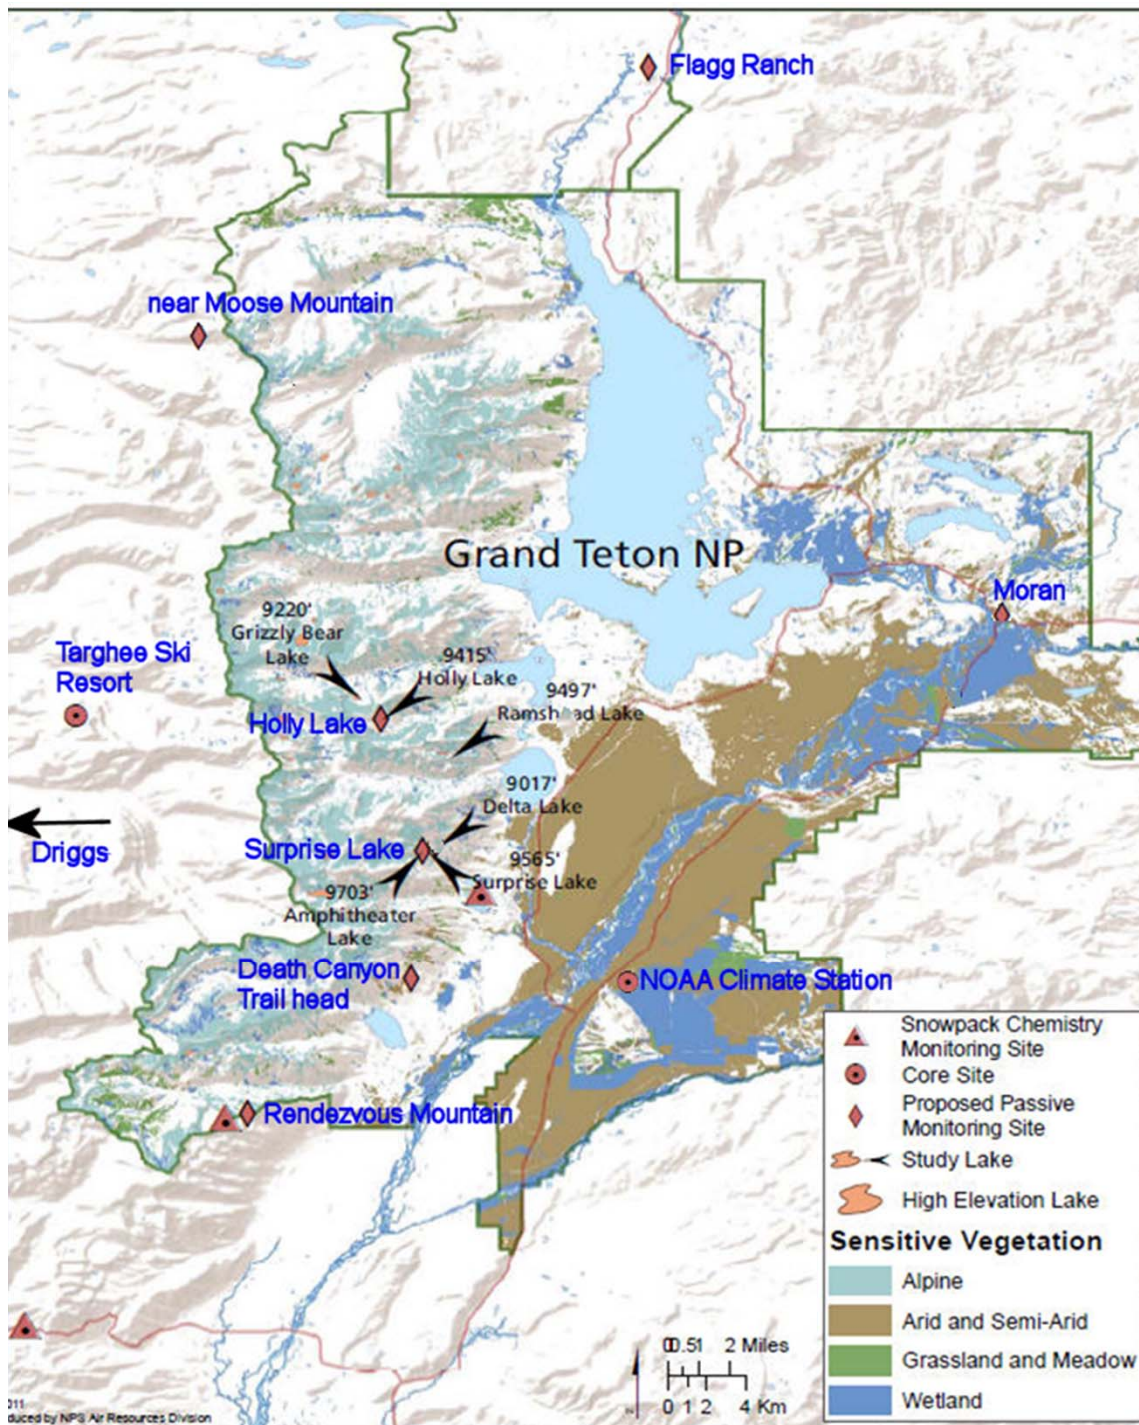 Flagg Ranch
near Moose Mountain
Grand Teton NP
Moran
9220'
Grizzly Bear
Lake
9415'
Holly Lake
Targhee Ski
Resort
9497'
Holly Lake
9017'
Delta Lake
Driggs
Surprise Lake
9565'
Surprise Lake
9703'
Amphitheater
Lake
Death Canyon
Trail head
NOAA Climate Station
Rendezvous Mountain
Snowpack Chemistry
Monitoring Site
Core Site
Proposed Passive
Monitoring Site
Study Lake
High Elevation Lake
Sensitive Vegetation
Alpine
Arid and Semi-Arid
Grassland and Meadow
Wetland
2 Miles
0 1 2 4 Km
by NPS Air Resources Division